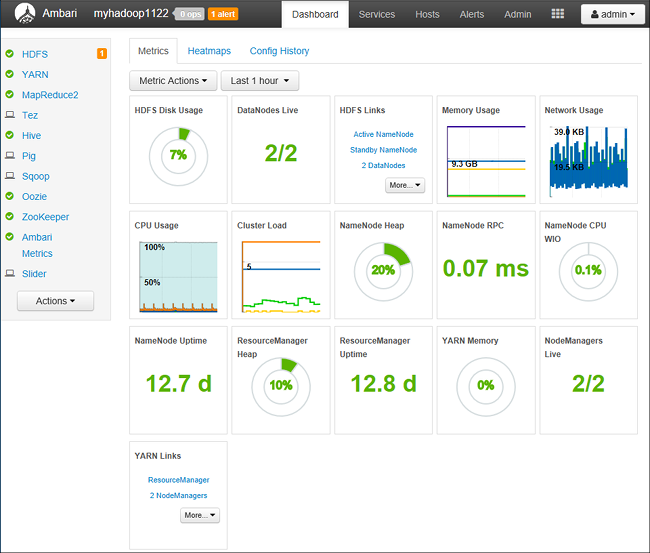 Ambari myhadoop1122 0 ops 1 alert Dashboard Services Hosts Alerts Admin admin
HDFS 1
YARN
MapReduce2
Tez
Hive
Pig
Sqoop
Oozie
ZooKeeper
Ambari
Metrics
Slider
Actions
Metrics Heatmaps Config History
Metric Actions Last 1 hour
HDFS Disk Usage
7%
DataNodes Live
2/2
HDFS Links
Active NameNode
Standby NameNode
2 DataNodes
More...
Memory Usage
9.3 GB
Network Usage
39.0 KB
19.5 KB
CPU Usage
100%
50%
Cluster Load
5
NameNode Heap
20%
NameNode RPC
0.07 ms
NameNode CPU
WIO
0.1%
NameNode Uptime
12.7 d
ResourceManager
Heap
10%
ResourceManager
Uptime
12.8 d
YARN Memory
0%
NodeManagers
Live
2/2
YARN Links
ResourceManager
2 NodeManagers
More...